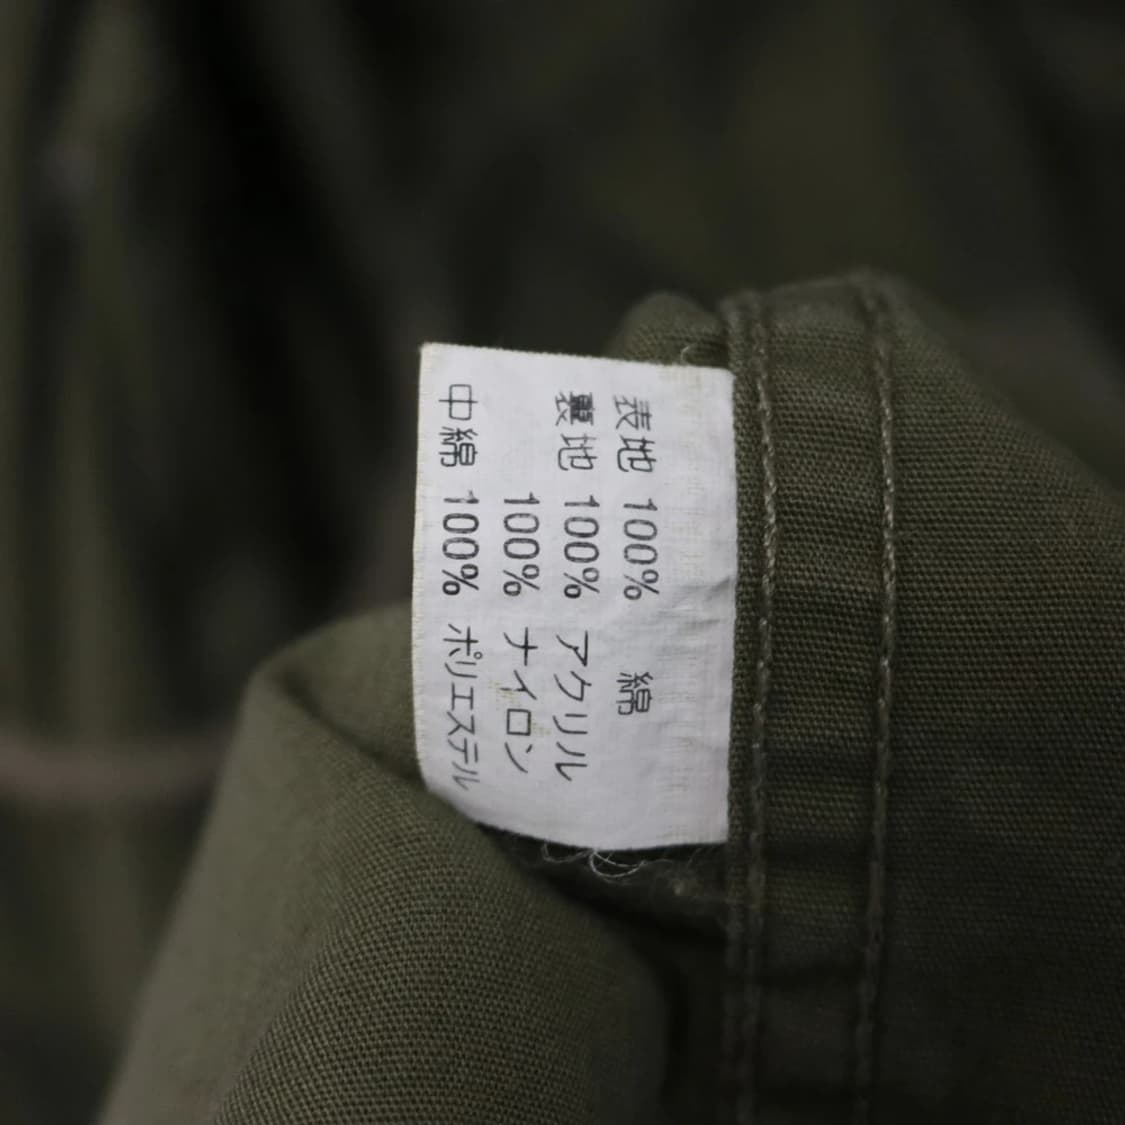 表地 100% 綿
裏地 100% アクリル
100% ナイロン
中綿 100% ポリエステル